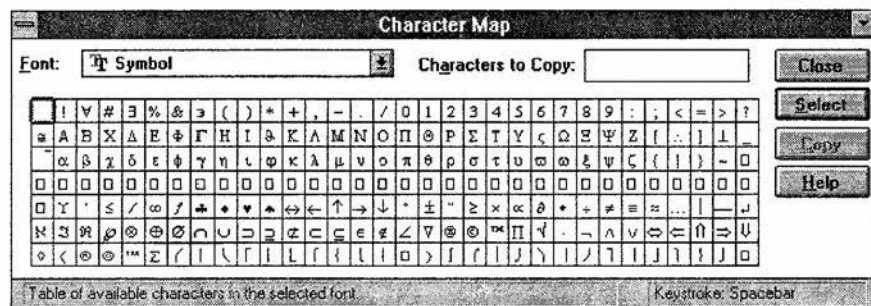 Character Map
Font: Symbol Characters to Copy: Close
! ∀ # ∃ % & ∍ ( ) * + , − . / 0 1 2 3 4 5 6 7 8 9 : ; < = > ? Select
≅ Α Β Χ Δ Ε Φ Γ Η Ι ϑ Κ Λ Μ Ν Ο Π Θ Ρ Σ Τ Υ ς Ω Ξ Ψ Ζ [ ∴ ] ⊥ _
‾ α β χ δ ε ϕ γ η ι φ κ λ μ ν ο π θ ρ σ τ υ ϖ ω ξ ψ ζ { | } ~ □ Copy
□ □ □ □ □ □ □ □ □ □ □ □ □ □ □ □ □ □ □ □ □ □ □ □ □ □ □ □ □ □ □ □ Help
□ ϒ ′ ≤ ⁄ ∞ ƒ ♣ ♦ ♥ ♠ ↔ ← ↑ → ↓ ° ± ″ ≥ × ∝ ∂ • ÷ ≠ ≡ ≈ … | — ↵
ℵ ℑ ℜ ℘ ⊗ ⊕ ∅ ∩ ∪ ⊃ ⊇ ⊄ ⊂ ⊆ ∈ ∉ ∠ ∇ ® © ™ ∏ √ ⋅ ¬ ∧ ∨ ⇔ ⇐ ⇑ ⇒ ⇓
◊ 〈 ® © ™ ∑ ⎛ ⎜ ⎝ ⎡ ⎢ ⎣ ⎧ ⎨ ⎩ ⎪ □ 〉 ∫ ⌠ ⎮ ⌡ ⎞ ⎟ ⎠ ⎤ ⎥ ⎦ ⎫ ⎬ ⎭ □
Table of available characters in the selected font Keystroke: Spacebar